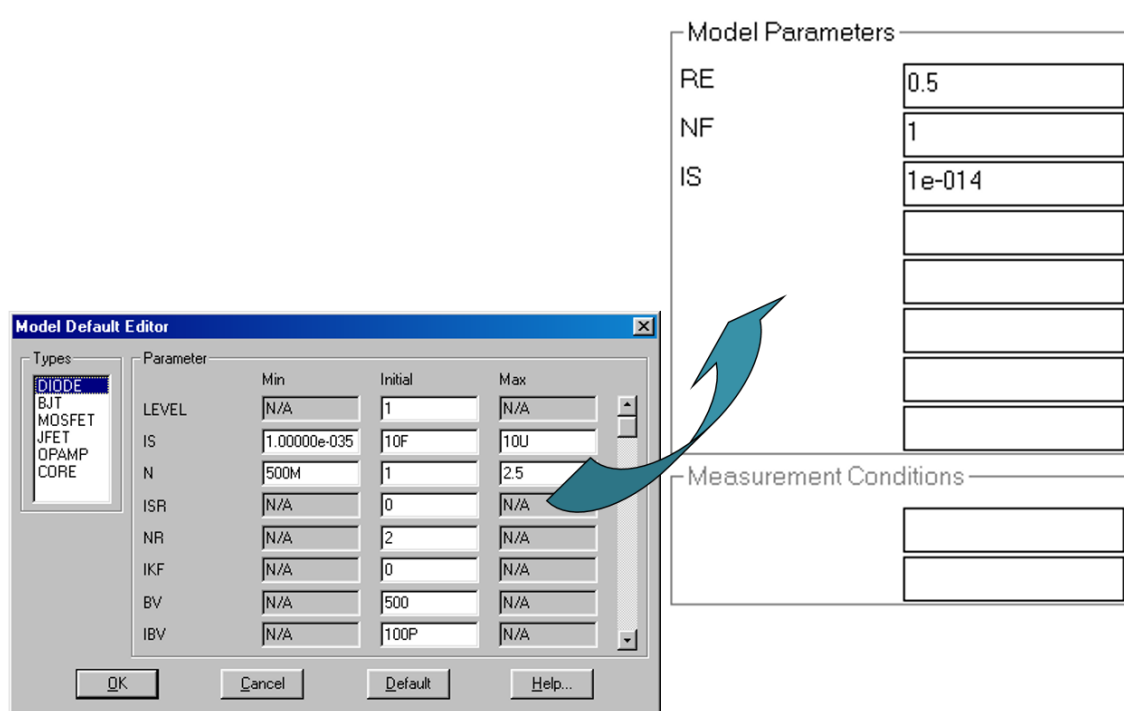 Model Parameters
RE 0.5
NF 1
IS 1e-014
Measurement Conditions
Model Default Editor
Types
DIODE
BJT
MOSFET
JFET
OPAMP
CORE
Parameter
Min Initial Max
LEVEL N/A 1 N/A
IS 1.00000e-035 10F 10U
N 500M 1 2.5
ISR N/A 0 N/A
NR N/A 2 N/A
IKF N/A 0 N/A
BV N/A 500 N/A
IBV N/A 100P N/A
OK Cancel Default Help...